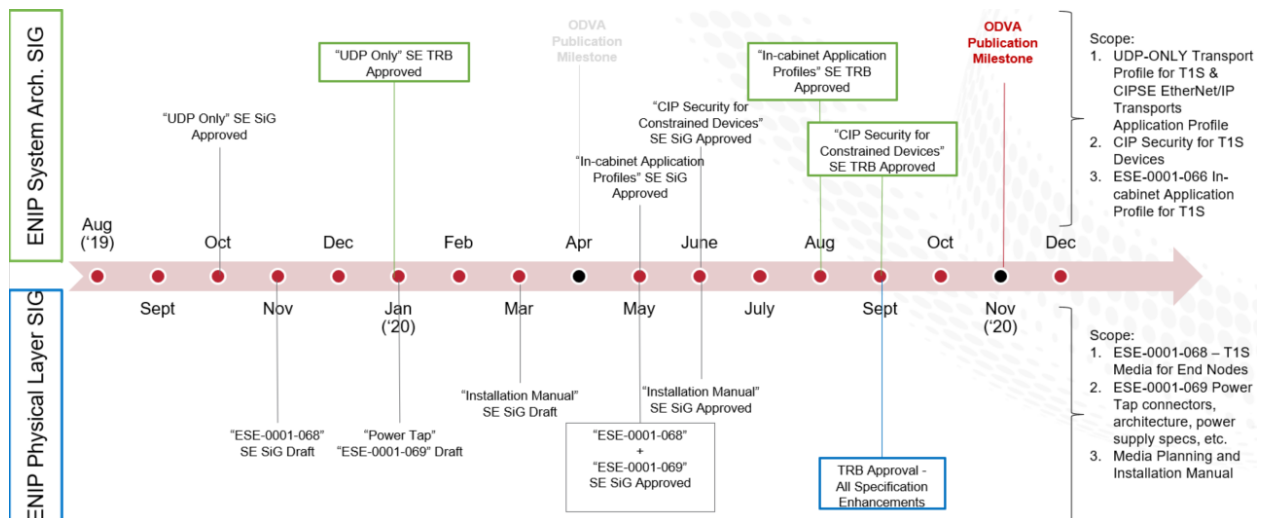 ENIP System Arch. SIG
ODVA
Publication
Milestone
ODVA
Publication
Milestone
"UDP Only" SE TRB
Approved
"In-cabinet Application
Profiles" SE TRB
Approved
"UDP Only" SE SiG
Approved
"CIP Security for
Constrained Devices"
SE SiG Approved
"CIP Security for
Constrained Devices"
SE TRB Approved
"In-cabinet Application
Profiles" SE SiG
Approved
Scope:
1. UDP-ONLY Transport
Profile for T1S &
CIPSE EtherNet/IP
Transports
Application Profile
2. CIP Security for T1S
Devices
3. ESE-0001-066 In-
cabinet Application
Profile for T1S
Aug
('19)
Oct
Dec
Feb
Apr
June
Aug
Oct
Dec
Sept
Nov
Jan
('20)
Mar
May
July
Sept
Nov
('20)
ENIP Physical Layer SIG
"Installation Manual"
SE SiG Draft
"Installation Manual"
SE SiG Approved
"ESE-0001-068"
SE SiG Draft
"Power Tap"
"ESE-0001-069" Draft
"ESE-0001-068"
+
"ESE-0001-069"
SE SiG Approved
TRB Approval -
All Specification
Enhancements
Scope:
1. ESE-0001-068 – T1S
Media for End Nodes
2. ESE-0001-069 Power
Tap connectors,
architecture, power
supply specs, etc.
3. Media Planning and
Installation Manual